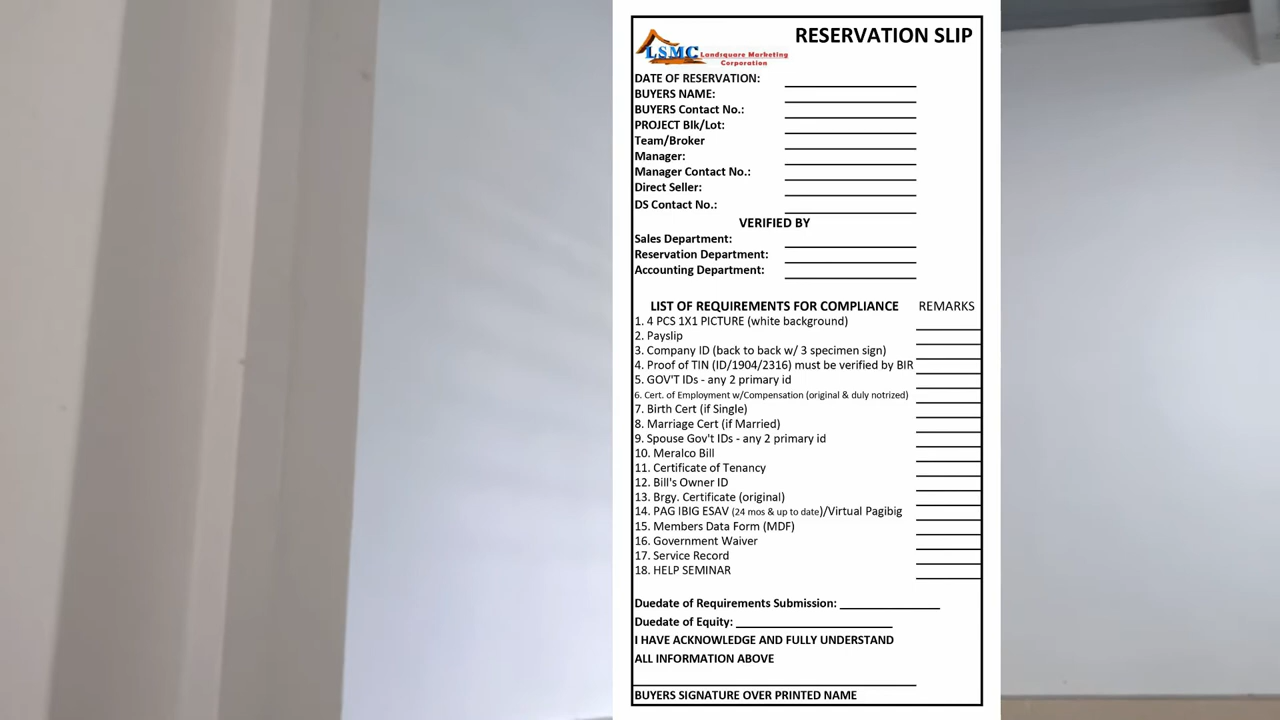 RESERVATION SLIP
LSMC Landsquare Marketing
Corporation
DATE OF RESERVATION:
BUYERS NAME:
BUYERS Contact No.:
PROJECT Blk/Lot:
Team/Broker
Manager:
Manager Contact No.:
Direct Seller:
DS Contact No.:
VERIFIED BY
Sales Department:
Reservation Department:
Accounting Department:
LIST OF REQUIREMENTS FOR COMPLIANCE REMARKS
1. 4 PCS 1X1 PICTURE (white background)
2. Payslip
3. Company ID (back to back w/ 3 specimen sign)
4. Proof of TIN (ID/1904/2316) must be verified by BIR
5. GOV'T IDs - any 2 primary id
6. Cert. of Employment w/Compensation (original & duly notrized)
7. Birth Cert (if Single)
8. Marriage Cert (if Married)
9. Spouse Gov't IDs - any 2 primary id
10. Meralco Bill
11. Certificate of Tenancy
12. Bill's Owner ID
13. Brgy. Certificate (original)
14. PAG IBIG ESAV (24 mos & up to date)/Virtual Pagibig
15. Members Data Form (MDF)
16. Government Waiver
17. Service Record
18. HELP SEMINAR
Duedate of Requirements Submission:
Duedate of Equity:
I HAVE ACKNOWLEDGE AND FULLY UNDERSTAND
ALL INFORMATION ABOVE
BUYERS SIGNATURE OVER PRINTED NAME